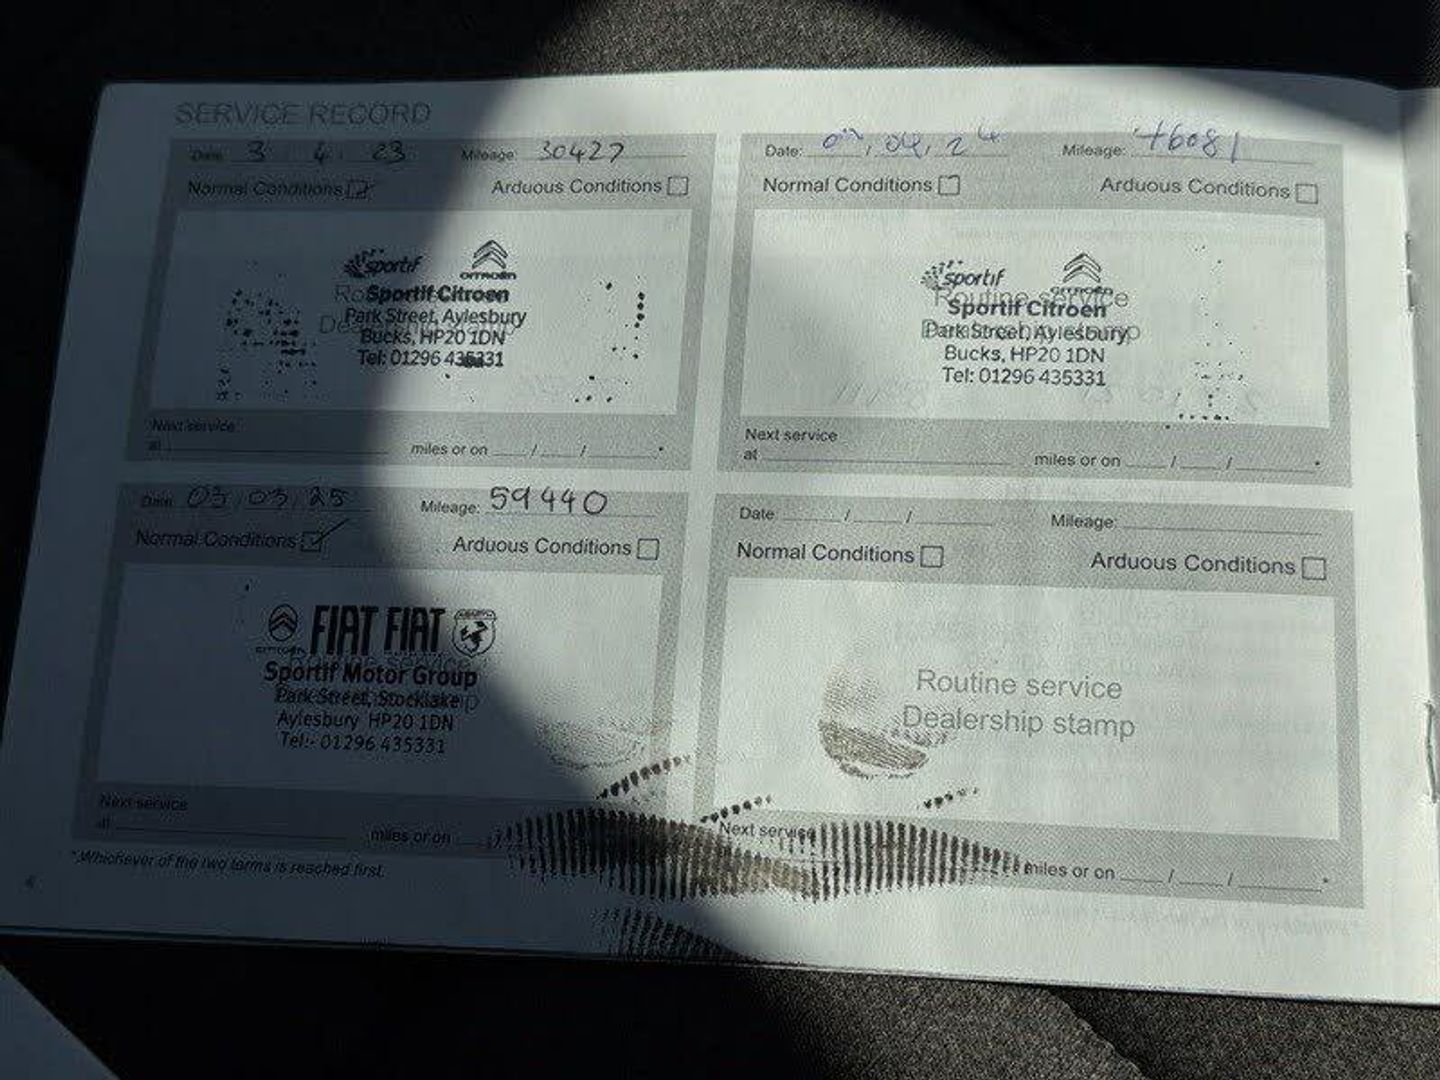 SERVICE RECORD
Date: 3 / 4 / 23 Mileage: 30427
Normal Conditions Arduous Conditions
sportif CITROËN
Sportif Citroen
Park Street, Aylesbury
Bucks, HP20 1DN
Tel: 01296 435331
Next service
at miles or on / / *
Date: / 04 / 24 Mileage: 46081
Normal Conditions Arduous Conditions
sportif CITROËN
Routine service
Sportif Citroen
Park Street, Aylesbury
Bucks, HP20 1DN
Tel: 01296 435331
Next service
at miles or on / / *
Date: 03 / 03 / 25 Mileage: 59440
Normal Conditions Arduous Conditions
CITROËN FIAT FIAT ABARTH
Sportif Motor Group
Park Street, Stocklake
Aylesbury HP20 1DN
Tel:- 01296 435331
Next service
at miles or on
Date / / Mileage:
Normal Conditions Arduous Conditions
Routine service
Dealership stamp
Next service
miles or on / / *
* Whichever of the two terms is reached first.
4